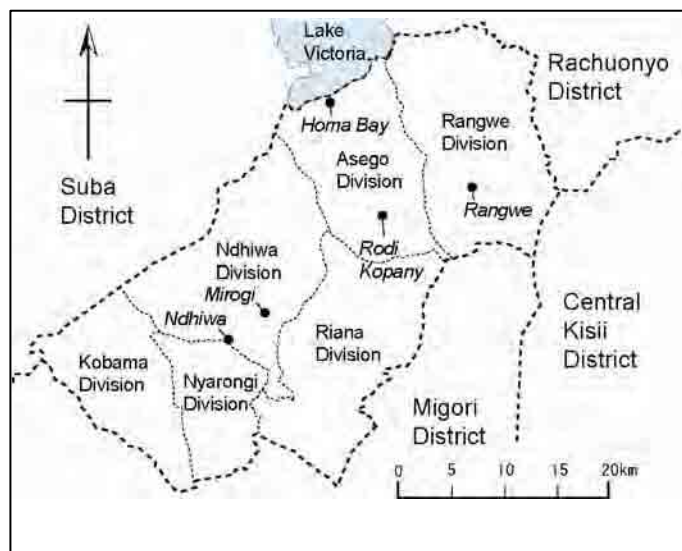 Lake
Victoria
Rachuonyo
District
Homa Bay
Rangwe
Division
Asego
Division
Suba
District
Rangwe
Rodi
Kopany
Ndhiwa
Division
Mirogi
Ndhiwa
Riana
Division
Central
Kisii
District
Kobama
Division
Nyarongi
Division
Migori
District
0 5 10 15 20km